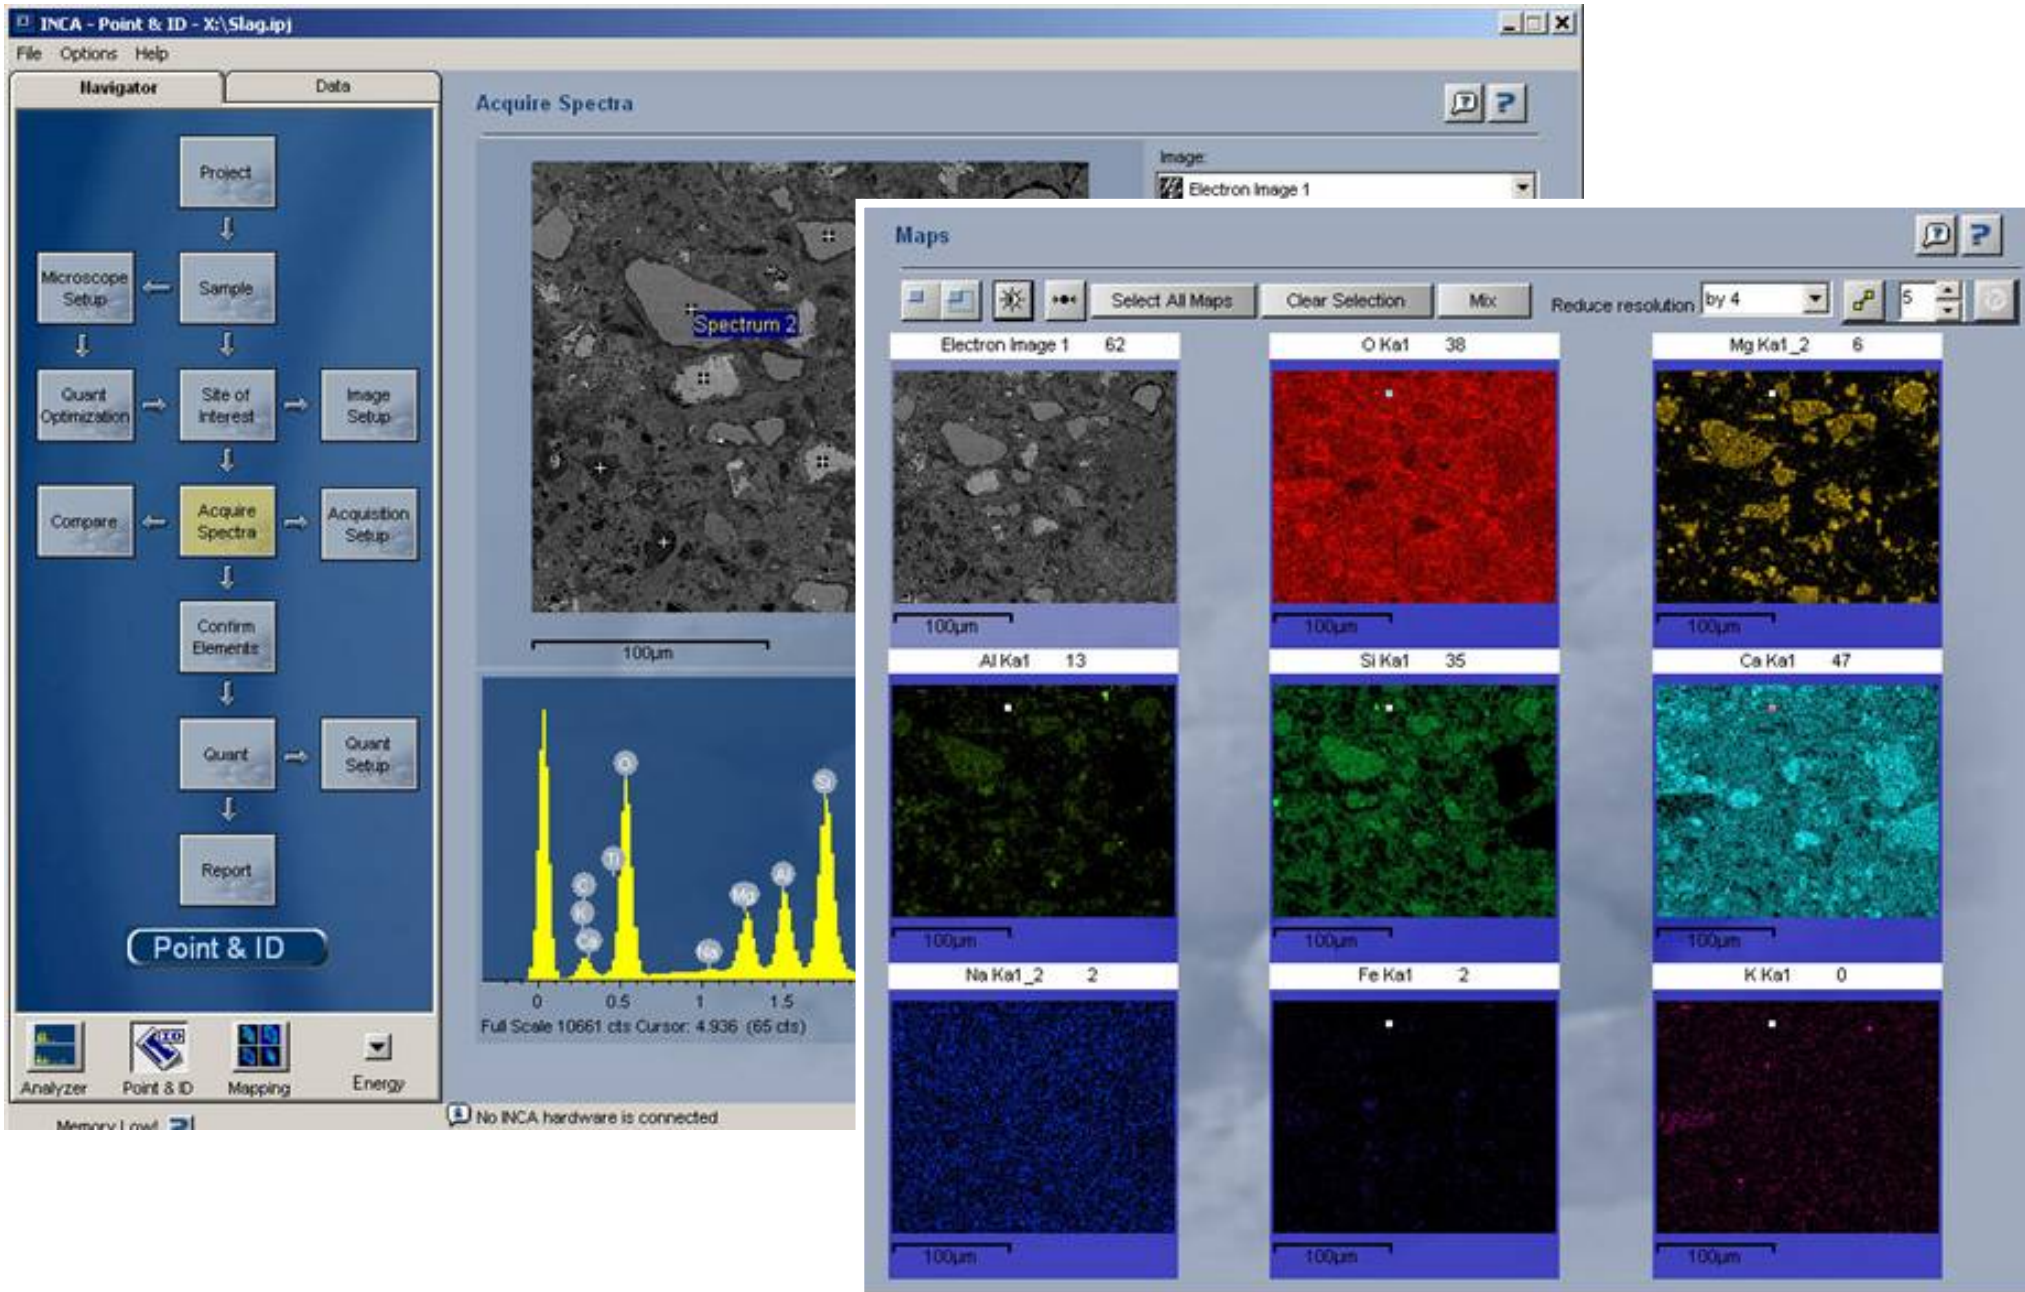 INCA - Point & ID - X:\Slag.ipj
File Options Help
Navigator
Data
Project
Microscope
Setup
Sample
Quant
Optimization
Site of
Interest
Image
Setup
Compare
Acquire
Spectra
Acquisition
Setup
Confirm
Elements
Quant
Quant
Setup
Report
Point & ID
Analyzer
Point & ID
Mapping
Energy
Memory Low!
Acquire Spectra
Image:
Electron Image 1
Spectrum 2
100µm
C
K
Ca
Ti
O
Na
Mg
Al
Si
0 0.5 1 1.5
Full Scale 10661 cts Cursor: 4.936 (65 cts)
No INCA hardware is connected
Maps
Select All Maps
Clear Selection
Mix
Reduce resolution
by 4
5
Electron Image 1 62
O Ka1 38
Mg Ka1_2 6
100µm
100µm
100µm
Al Ka1 13
Si Ka1 35
Ca Ka1 47
100µm
100µm
100µm
Na Ka1_2 2
Fe Ka1 2
K Ka1 0
100µm
100µm
100µm